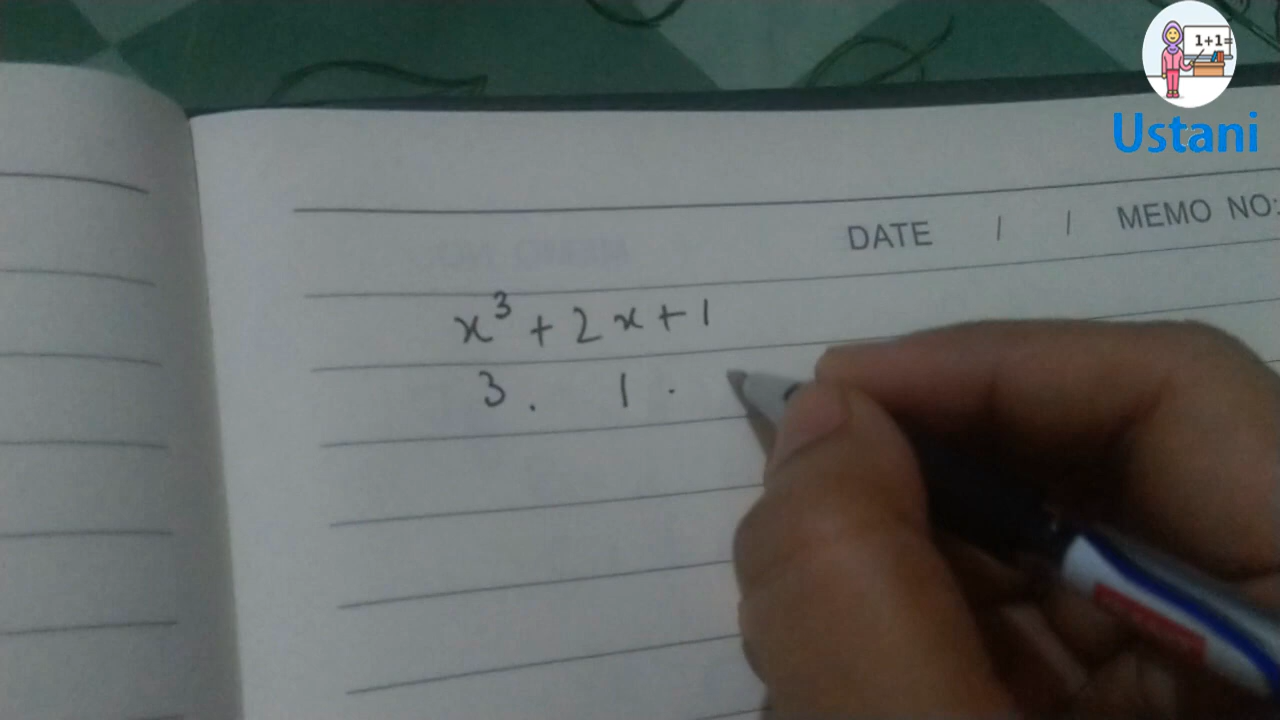 1+1=
Ustani
DATE / / MEMO NO:
x³ + 2x + 1
3. 1.